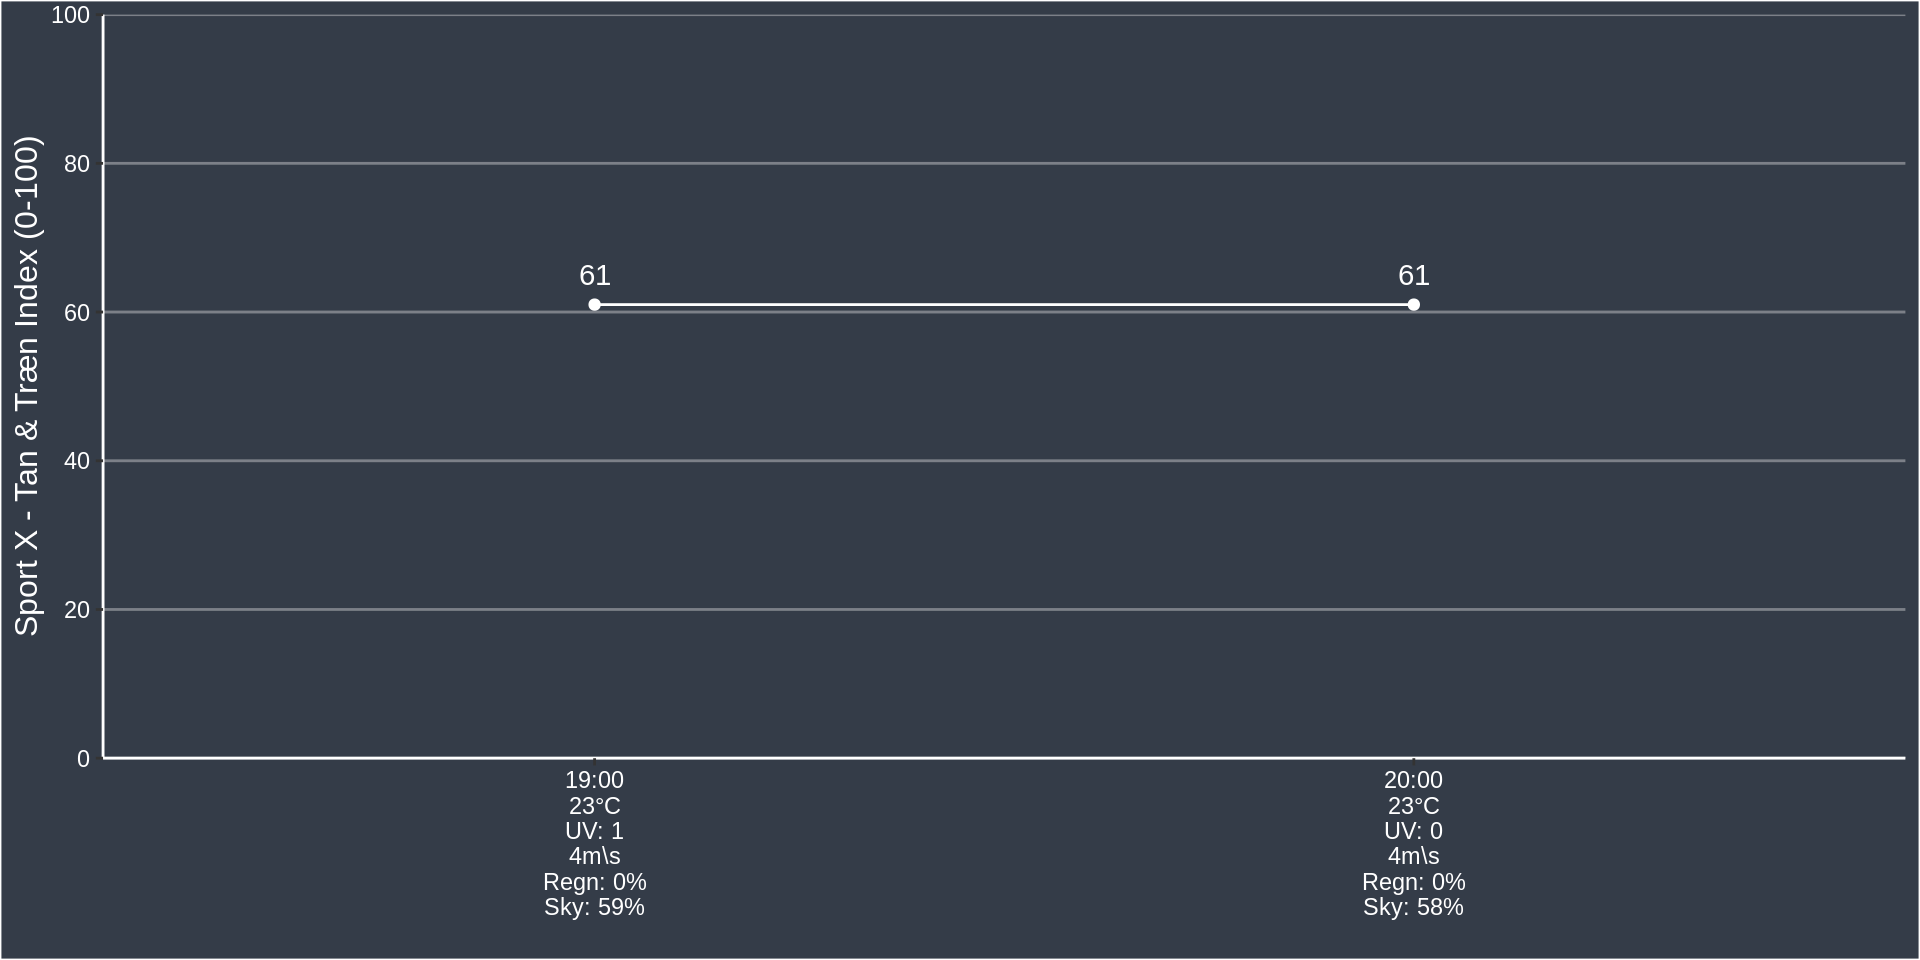 Sport X - Tan & Træn Index (0-100)
100
80
60
40
20
0
61
61
19:00
23°C
UV: 1
4m\s
Regn: 0%
Sky: 59%
20:00
23°C
UV: 0
4m\s
Regn: 0%
Sky: 58%